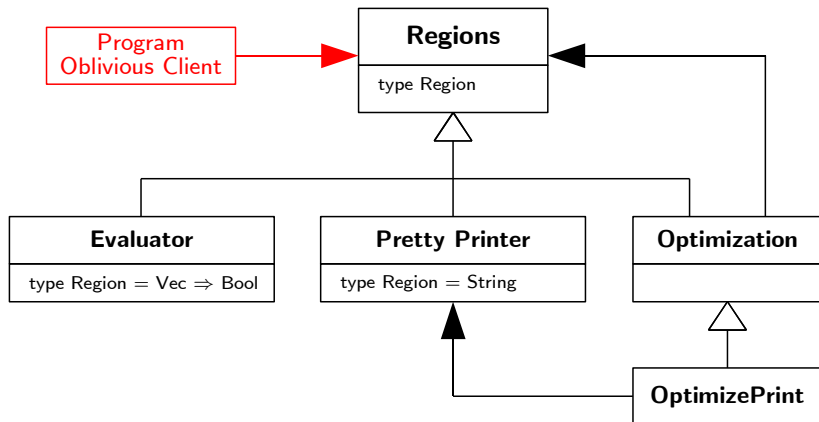 Program
Oblivious Client
Regions
type Region
Evaluator
type Region = Vec ⇒ Bool
Pretty Printer
type Region = String
Optimization
OptimizePrint